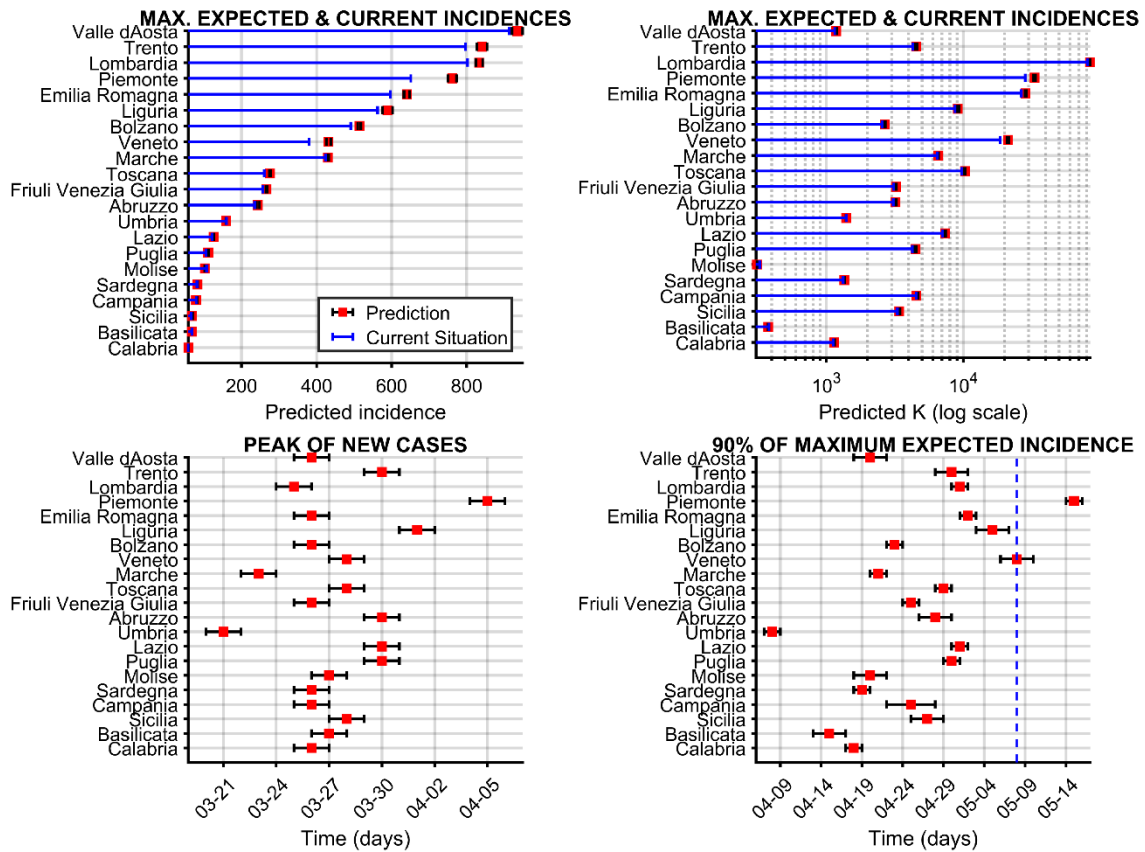 MAX. EXPECTED & CURRENT INCIDENCES
Valle dAosta
Trento
Lombardia
Piemonte
Emilia Romagna
Liguria
Bolzano
Veneto
Marche
Toscana
Friuli Venezia Giulia
Abruzzo
Umbria
Lazio
Puglia
Molise
Sardegna
Campania
Sicilia
Basilicata
Calabria
Prediction
Current Situation
200 400 600 800
Predicted incidence
MAX. EXPECTED & CURRENT INCIDENCES
Valle dAosta
Trento
Lombardia
Piemonte
Emilia Romagna
Liguria
Bolzano
Veneto
Marche
Toscana
Friuli Venezia Giulia
Abruzzo
Umbria
Lazio
Puglia
Molise
Sardegna
Campania
Sicilia
Basilicata
Calabria
10³ 10⁴
Predicted K (log scale)
PEAK OF NEW CASES
Valle dAosta
Trento
Lombardia
Piemonte
Emilia Romagna
Liguria
Bolzano
Veneto
Marche
Toscana
Friuli Venezia Giulia
Abruzzo
Umbria
Lazio
Puglia
Molise
Sardegna
Campania
Sicilia
Basilicata
Calabria
03-21 03-24 03-27 03-30 04-02 04-05
Time (days)
90% OF MAXIMUM EXPECTED INCIDENCE
Valle dAosta
Trento
Lombardia
Piemonte
Emilia Romagna
Liguria
Bolzano
Veneto
Marche
Toscana
Friuli Venezia Giulia
Abruzzo
Umbria
Lazio
Puglia
Molise
Sardegna
Campania
Sicilia
Basilicata
Calabria
04-09 04-14 04-19 04-24 04-29 05-04 05-09 05-14
Time (days)